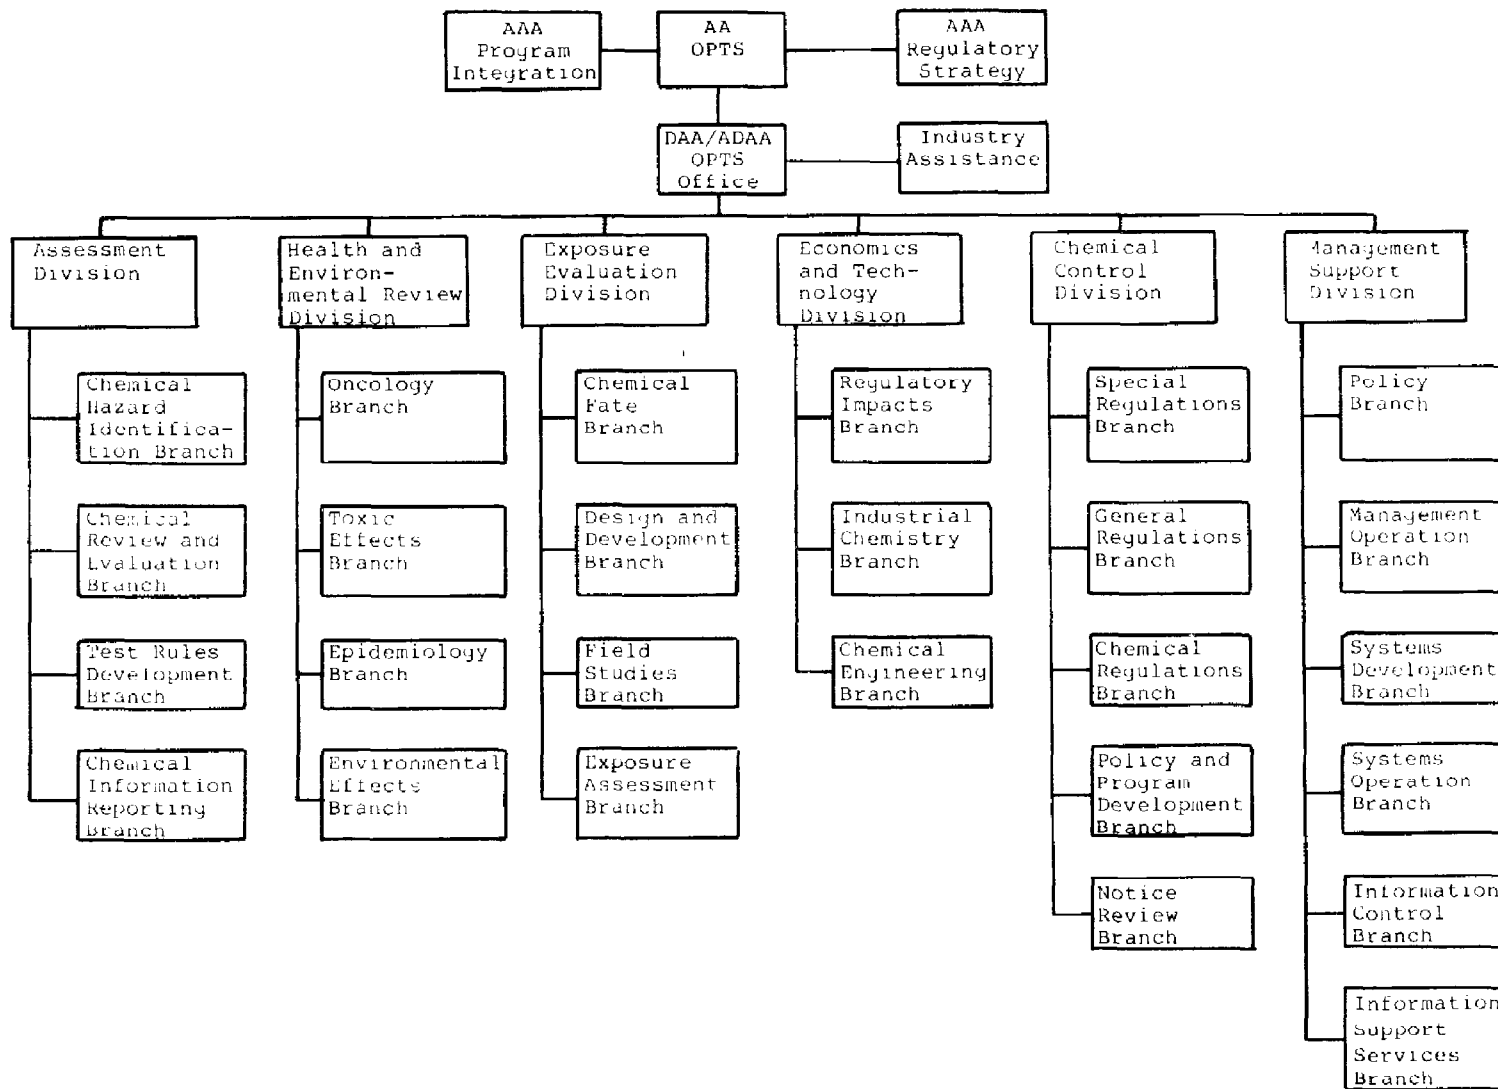 AAA
Program
Integration
AA
OPTS
AAA
Regulatory
Strategy
DAA/ADAA
OPTS
Office
Industry
Assistance
Assessment
Division
Health and
Environ-
mental Review
Division
Exposure
Evaluation
Division
Economics
and Tech-
nology
Division
Chemical
Control
Division
Management
Support
Division
Chemical
Hazard
Identifica-
tion Branch
Chemical
Review and
Evaluation
Branch
Test Rules
Development
Branch
Chemical
Information
Reporting
Branch
Oncology
Branch
Toxic
Effects
Branch
Epidemiology
Branch
Environmental
Effects
Branch
Chemical
Fate
Branch
Design and
Development
Branch
Field
Studies
Branch
Exposure
Assessment
Branch
Regulatory
Impacts
Branch
Industrial
Chemistry
Branch
Chemical
Engineering
Branch
Special
Regulations
Branch
General
Regulations
Branch
Chemical
Regulations
Branch
Policy and
Program
Development
Branch
Notice
Review
Branch
Policy
Branch
Management
Operation
Branch
Systems
Development
Branch
Systems
Operation
Branch
Information
Control
Branch
Information
Support
Services
Branch